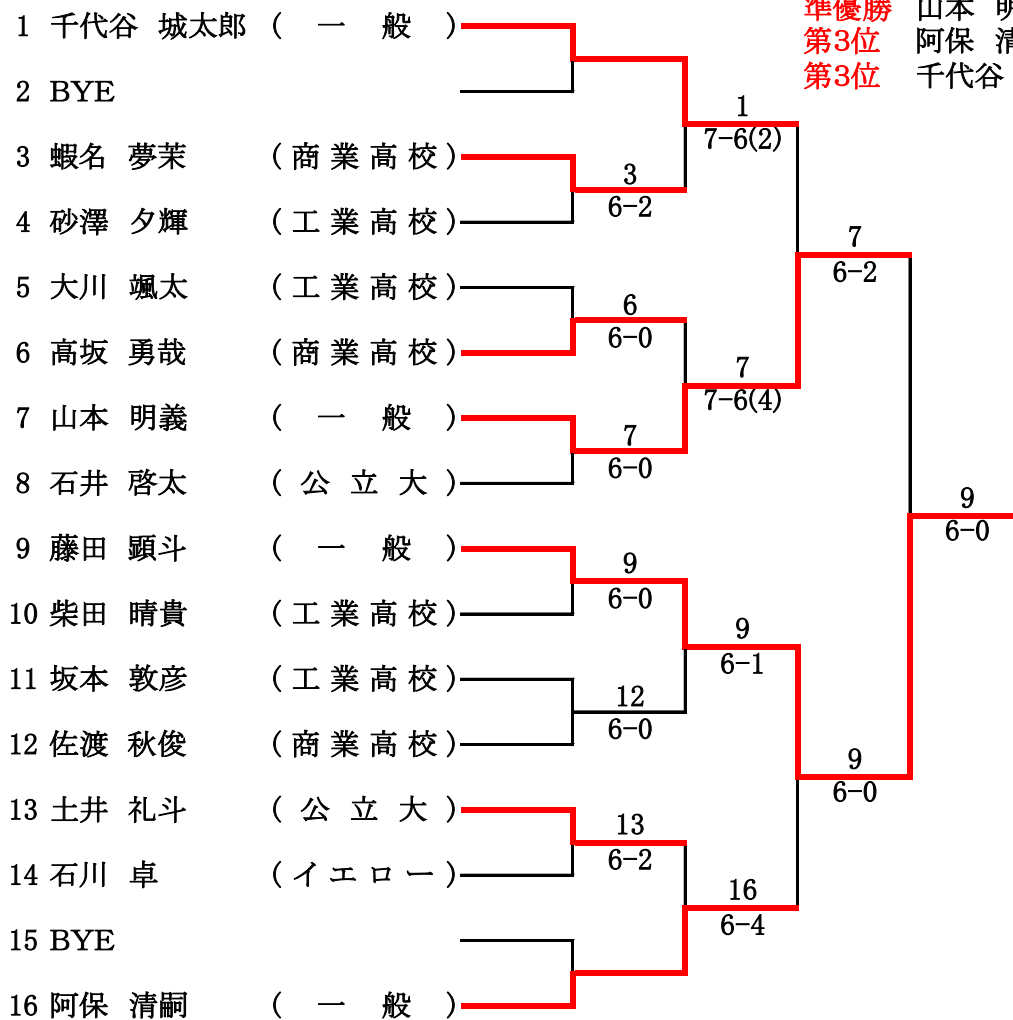 準優勝 山本
第3位 阿保
第3位 千代谷
1 千代谷 城太郎 ( 一 般 )
2 BYE
3 蝦名 夢茉 ( 商 業 高 校 )
4 砂澤 夕輝 ( 工 業 高 校 )
5 大川 颯太 ( 工 業 高 校 )
6 高坂 勇哉 ( 商 業 高 校 )
7 山本 明義 ( 一 般 )
8 石井 啓太 ( 公 立 大 )
9 藤田 顕斗 ( 一 般 )
10 柴田 晴貴 ( 工 業 高 校 )
11 坂本 敦彦 ( 工 業 高 校 )
12 佐渡 秋俊 ( 商 業 高 校 )
13 土井 礼斗 ( 公 立 大 )
14 石川 卓 ( イ エ ロ ー )
15 BYE
16 阿保 清嗣 ( 一 般 )
3
6-2
6
6-0
7
6-0
9
6-0
12
6-0
13
6-2
1
7-6(2)
7
7-6(4)
9
6-1
16
6-4
7
6-2
9
6-0
9
6-0